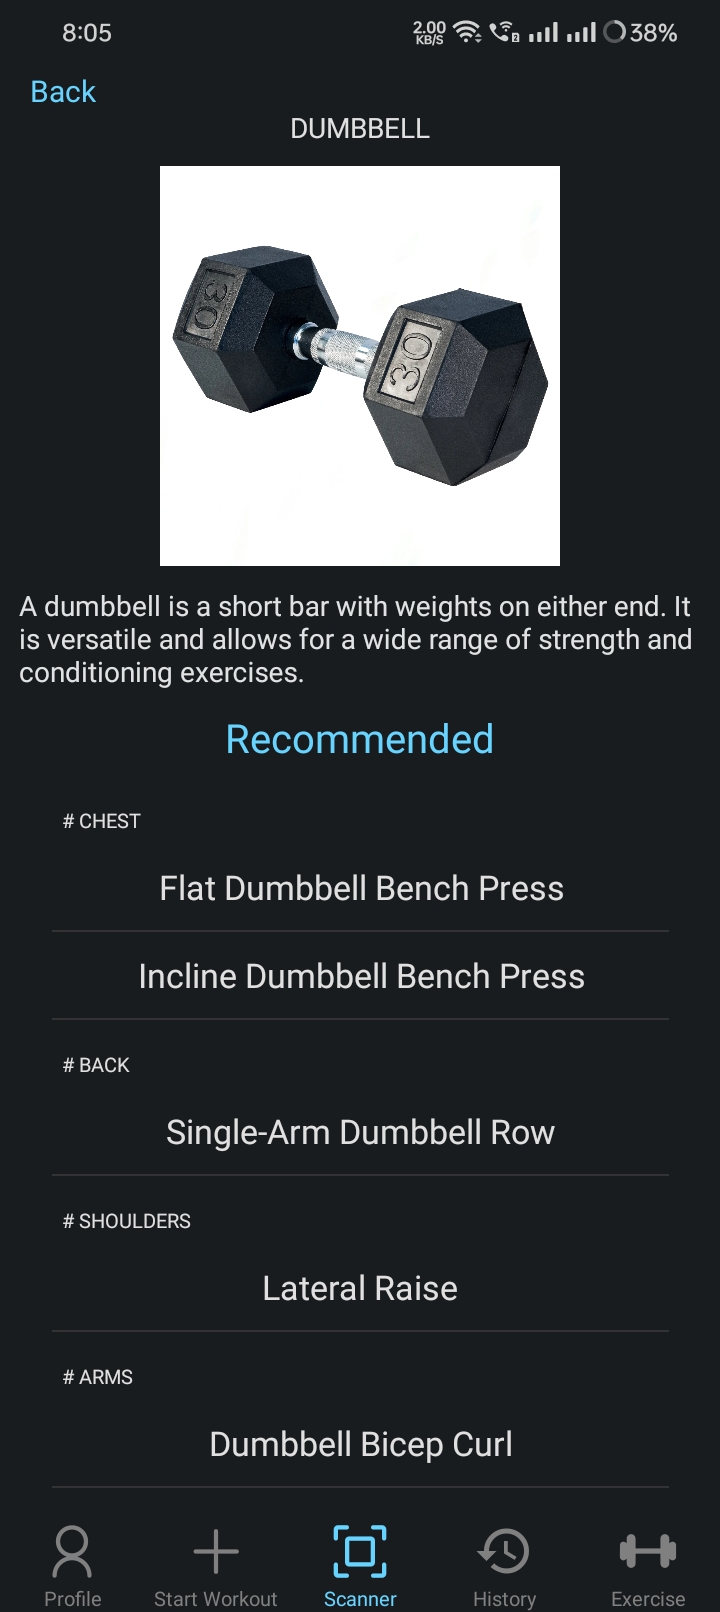 8:05
2.00
KB/S
2
38%
Back
DUMBBELL
30
30
A dumbbell is a short bar with weights on either end. It
is versatile and allows for a wide range of strength and
conditioning exercises.
Recommended
# CHEST
Flat Dumbbell Bench Press
Incline Dumbbell Bench Press
# BACK
Single-Arm Dumbbell Row
# SHOULDERS
Lateral Raise
# ARMS
Dumbbell Bicep Curl
Profile
Start Workout
Scanner
History
Exercise